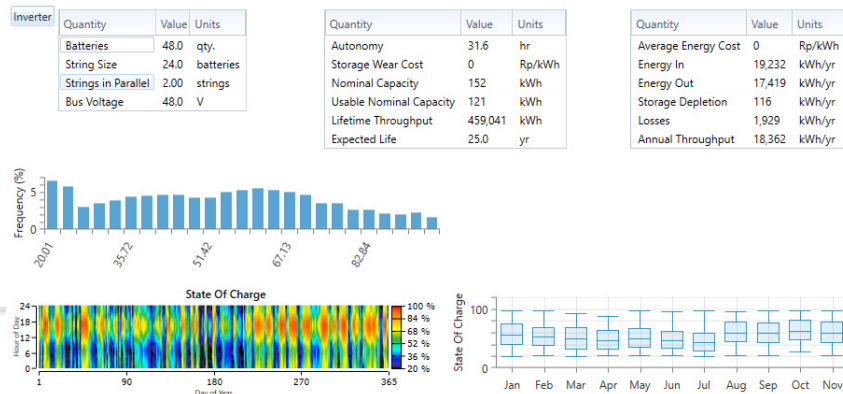 Inverter
Quantity Value Units
Batteries 48.0 qty.
String Size 24.0 batteries
Strings in Parallel 2.00 strings
Bus Voltage 48.0 V
Quantity Value Units
Autonomy 31.6 hr
Storage Wear Cost 0 Rp/kWh
Nominal Capacity 152 kWh
Usable Nominal Capacity 121 kWh
Lifetime Throughput 459,041 kWh
Expected Life 25.0 yr
Quantity Value Units
Average Energy Cost 0 Rp/kWh
Energy In 19,232 kWh/yr
Energy Out 17,419 kWh/yr
Storage Depletion 116 kWh/yr
Losses 1,929 kWh/yr
Annual Throughput 18,362 kWh/yr
Frequency (%)
5
0
20.01 35.72 51.42 67.13 82.84
State Of Charge
Hour of Day
24
18
12
6
0
1 90 180 270 365
Day of Year
100 %
84 %
68 %
52 %
36 %
20 %
State Of Charge
100
0
Jan Feb Mar Apr May Jun Jul Aug Sep Oct Nov